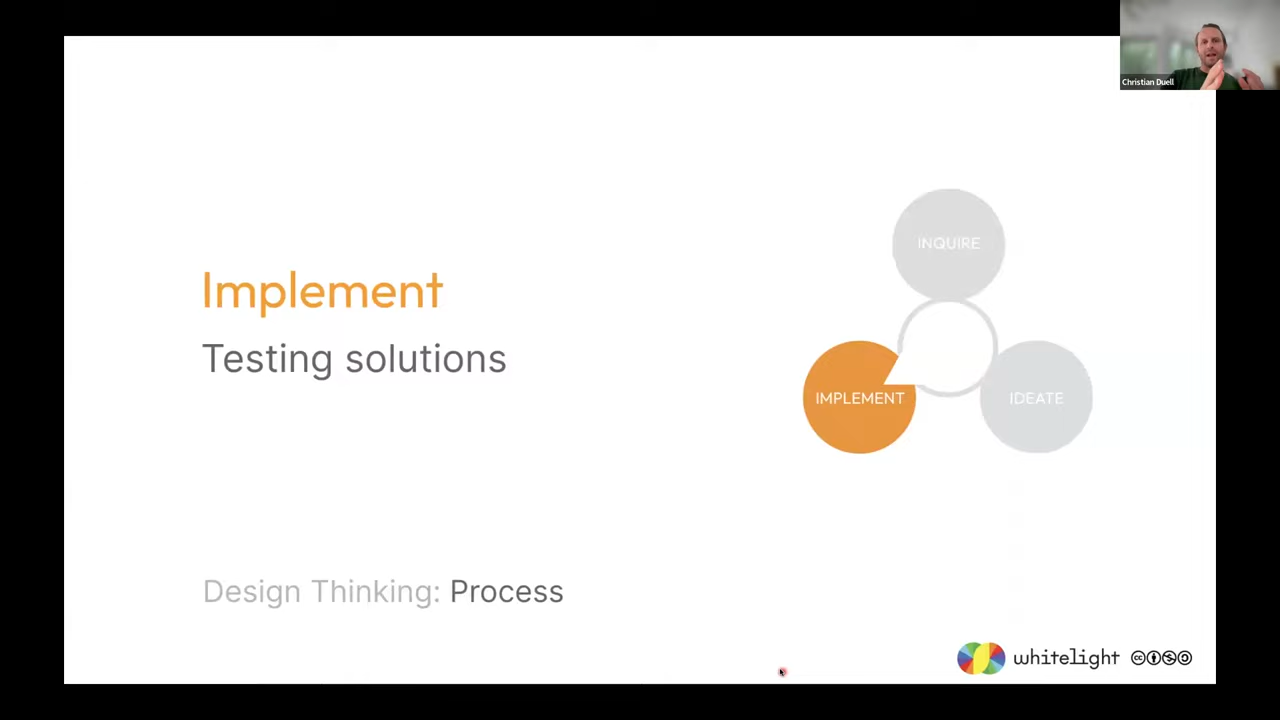 Christian Duell
INQUIRE
Implement
Testing solutions
IMPLEMENT
IDEATE
Design Thinking: Process
whitelight